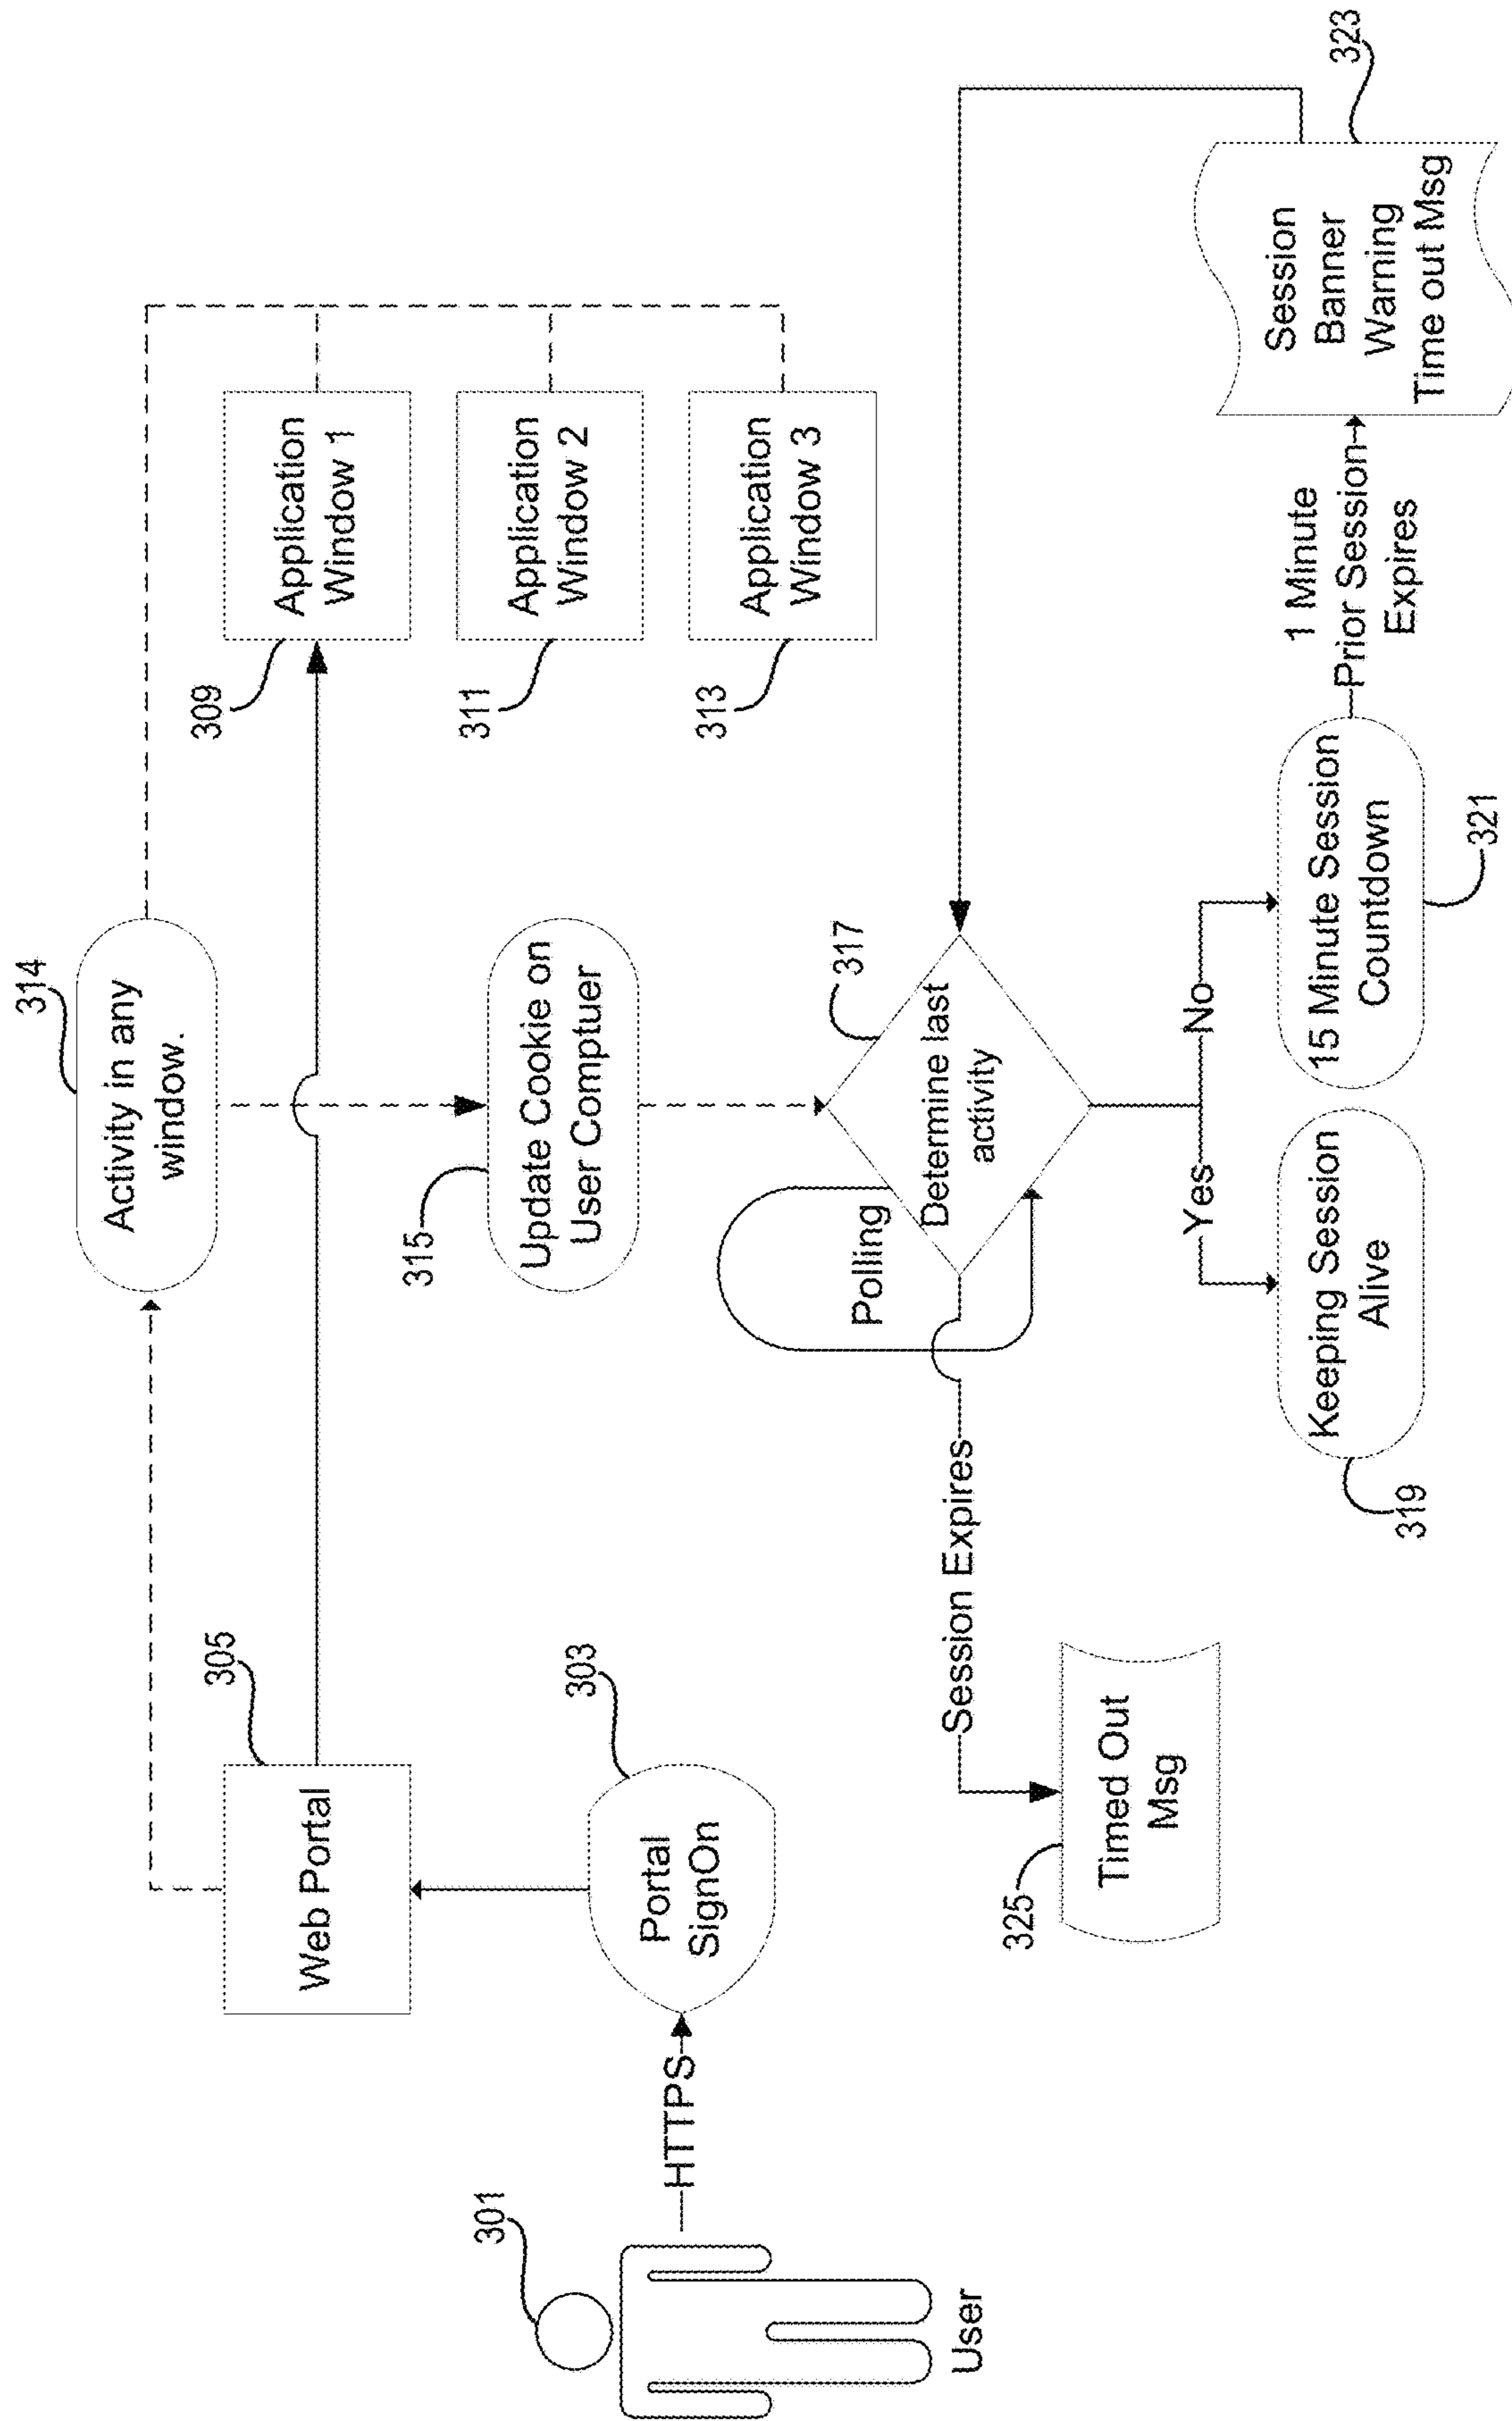 314
Activity in any
window.
305
Web Portal
309
Application
Window 1
303
Portal
SignOn
311
Application
Window 2
315
Update Cookie on
User Comptuer
313
Application
Window 3
301
HTTPS
User
317
Polling
Determine last
activity
Session Expires
325
Timed Out
Msg
Yes
No
319
Keeping Session
Alive
15 Minute Session
Countdown
321
1 Minute
Prior Session
Expires
323
Session
Banner
Warning
Time out Msg